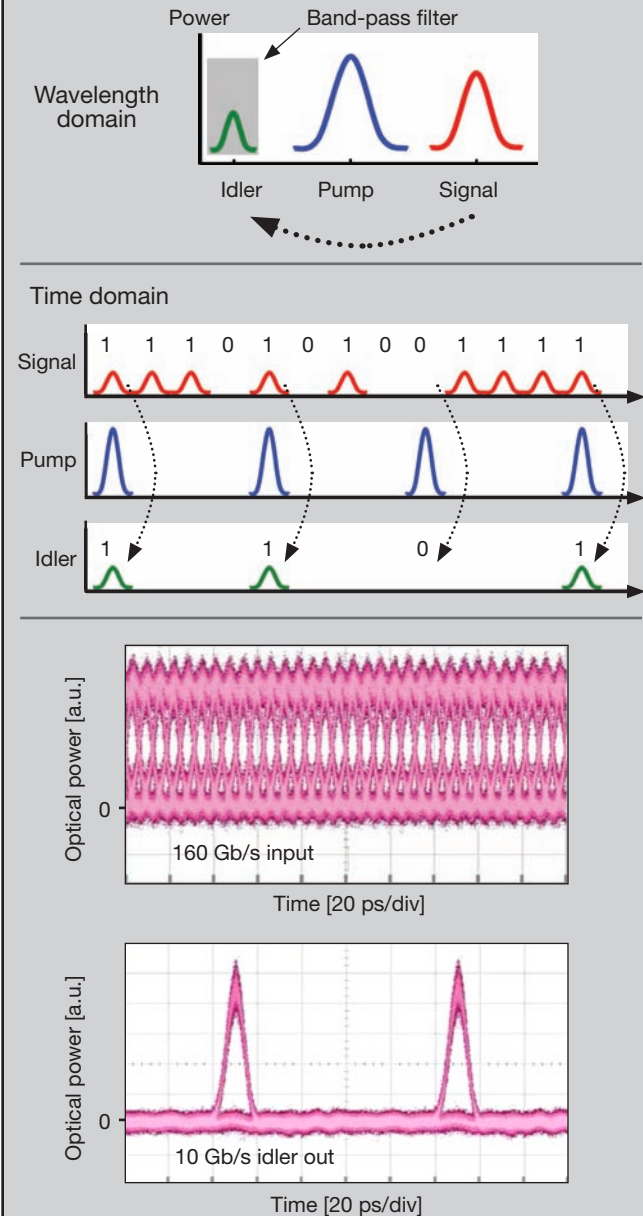 Power
Band-pass filter
Wavelength
domain
Idler Pump Signal
Time domain
Signal
1 1 1 0 1 0 1 0 0 1 1 1 1
Pump
Idler
1 1 0 1
Optical power [a.u.]
0
160 Gb/s input
Time [20 ps/div]
Optical power [a.u.]
0
10 Gb/s idler out
Time [20 ps/div]